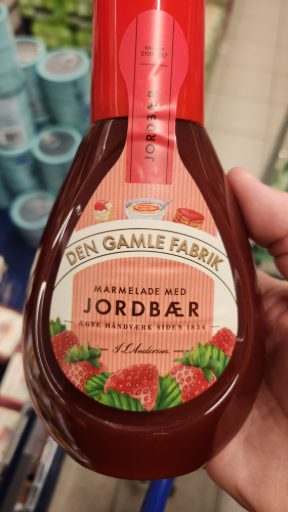 JORDBÆR
DEN GAMLE FABRIK
MARMELADE MED
JORDBÆR
ÆGTE HÅNDVÆRK SIDEN 1834